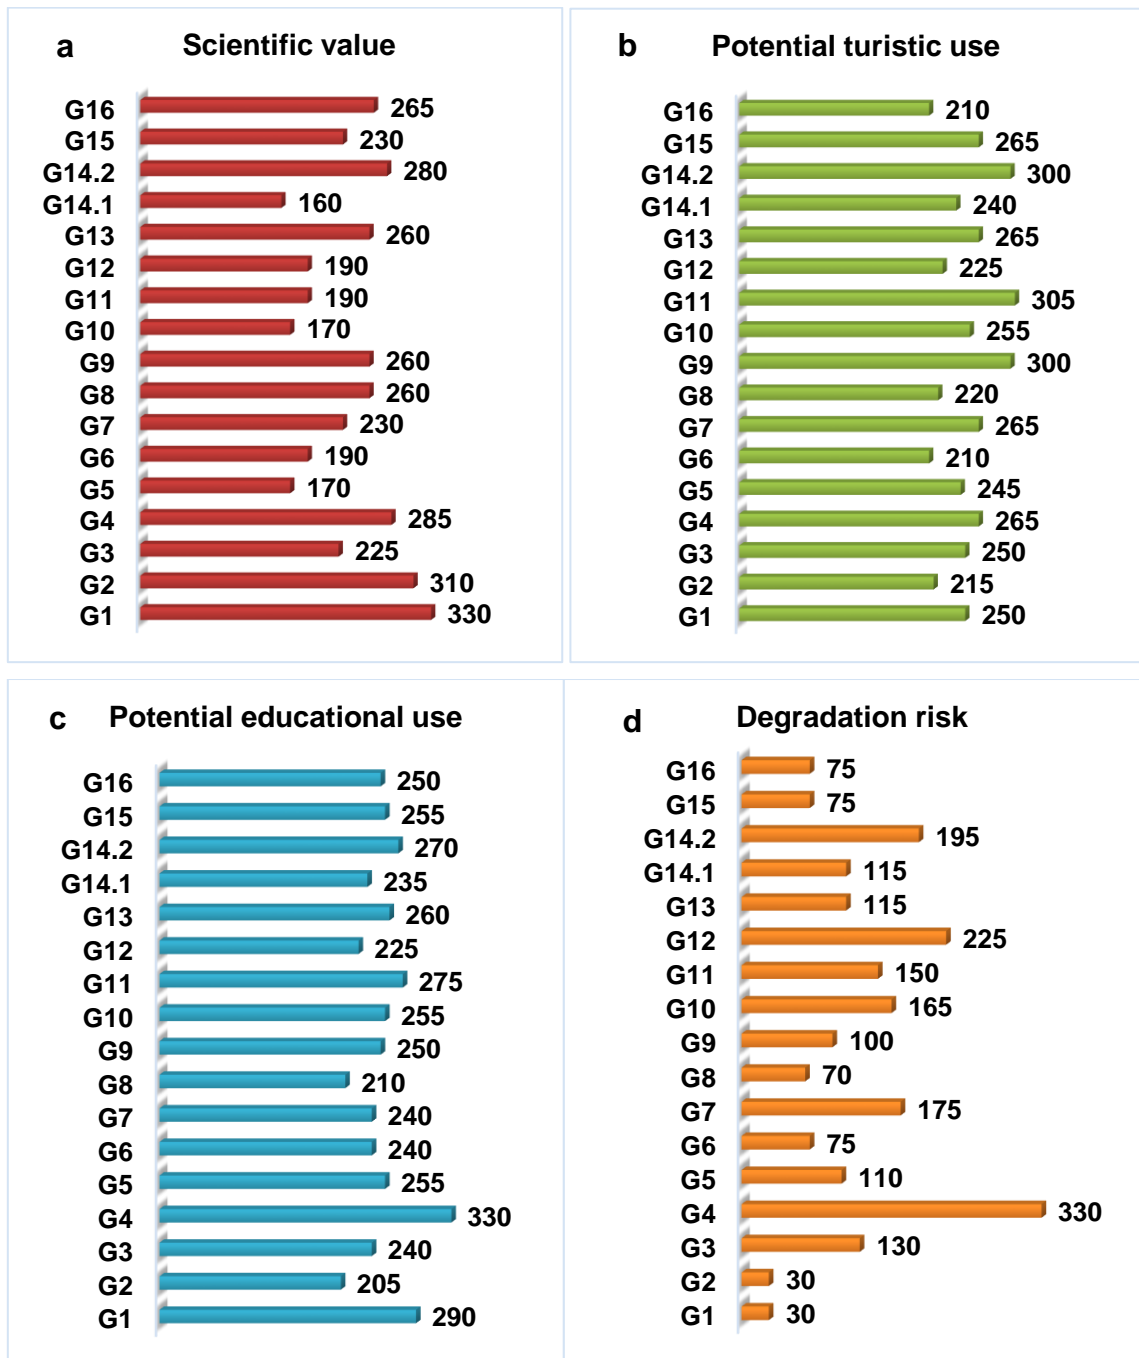 a Scientific value
G16 265
G15 230
G14.2 280
G14.1 160
G13 260
G12 190
G11 190
G10 170
G9 260
G8 260
G7 230
G6 190
G5 170
G4 285
G3 225
G2 310
G1 330
b Potential turistic use
G16 210
G15 265
G14.2 300
G14.1 240
G13 265
G12 225
G11 305
G10 255
G9 300
G8 220
G7 265
G6 210
G5 245
G4 265
G3 250
G2 215
G1 250
c Potential educational use
G16 250
G15 255
G14.2 270
G14.1 235
G13 260
G12 225
G11 275
G10 255
G9 250
G8 210
G7 240
G6 240
G5 255
G4 330
G3 240
G2 205
G1 290
d Degradation risk
G16 75
G15 75
G14.2 195
G14.1 115
G13 115
G12 225
G11 150
G10 165
G9 100
G8 70
G7 175
G6 75
G5 110
G4 330
G3 130
G2 30
G1 30